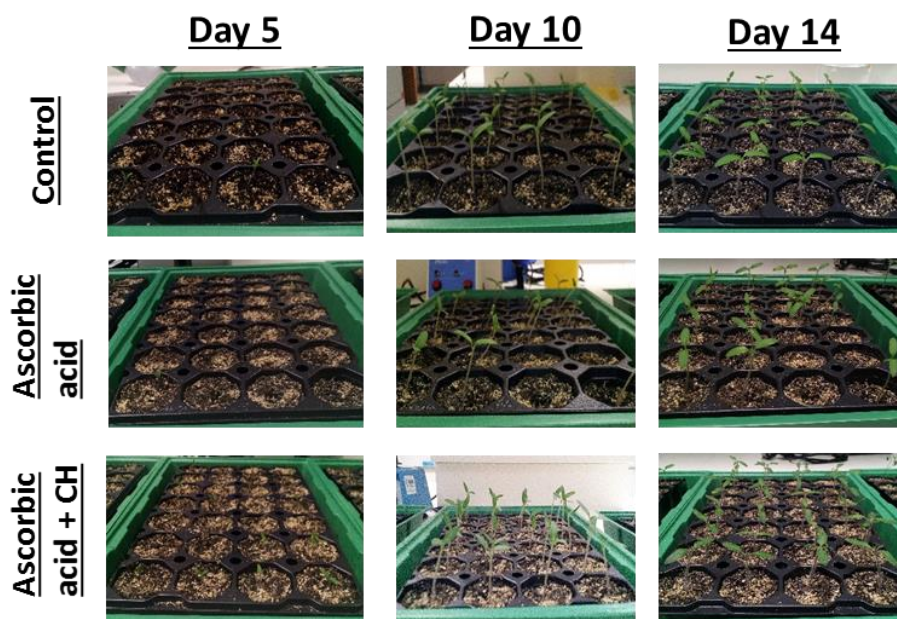 Day 5
Day 10
Day 14
Control
Ascorbic
acid
Ascorbic
acid + CH